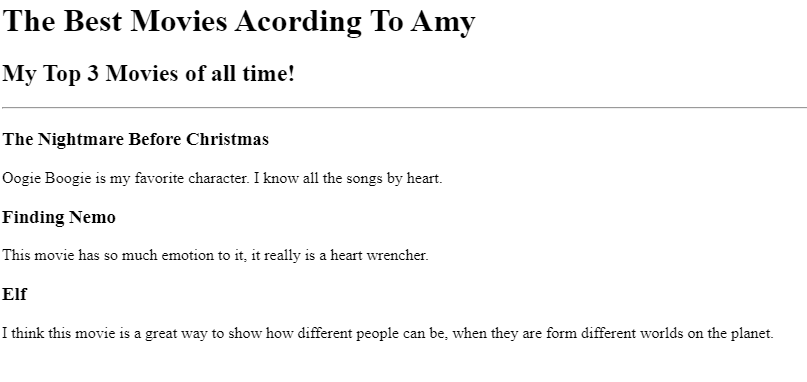 The Best Movies Acording To Amy
My Top 3 Movies of all time!
The Nightmare Before Christmas
Oogie Boogie is my favorite character. I know all the songs by heart.
Finding Nemo
This movie has so much emotion to it, it really is a heart wrencher.
Elf
I think this movie is a great way to show how different people can be, when they are form different worlds on the planet.